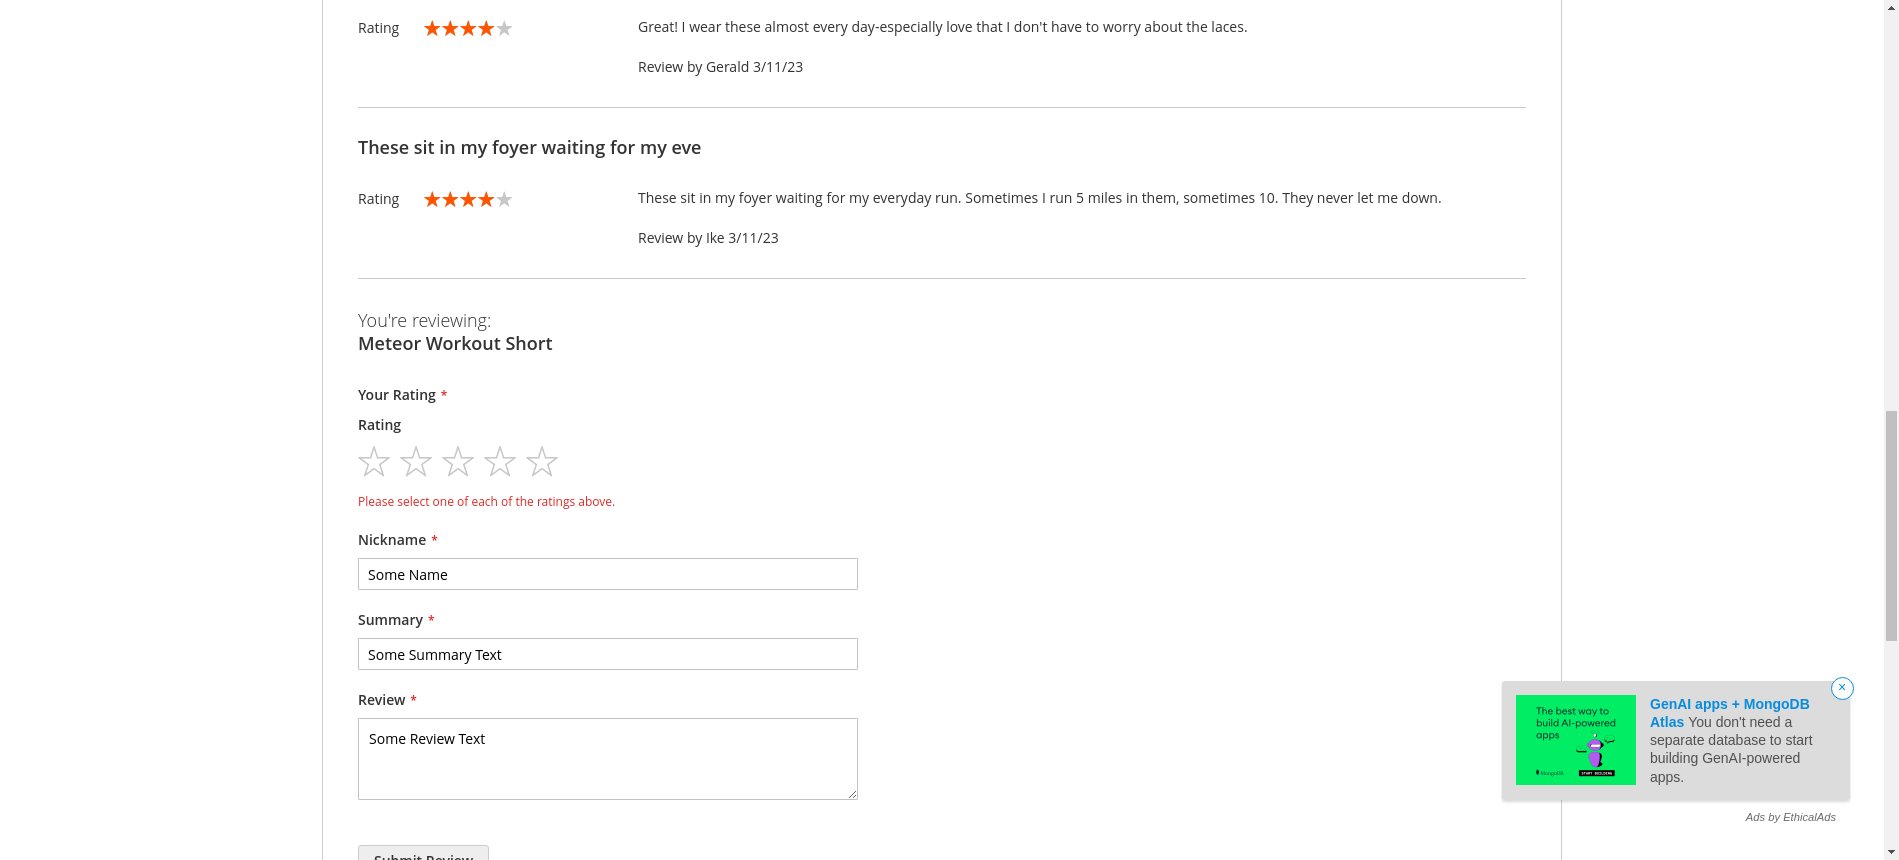 Rating
Great! I wear these almost every day-especially love that I don't have to worry about the laces.
Review by Gerald 3/11/23
These sit in my foyer waiting for my eve
Rating
These sit in my foyer waiting for my everyday run. Sometimes I run 5 miles in them, sometimes 10. They never let me down.
Review by Ike 3/11/23
You're reviewing:
Meteor Workout Short
Your Rating *
Rating
Please select one of each of the ratings above.
Nickname *
Some Name
Summary *
Some Summary Text
Review *
Some Review Text
Submit Review
The best way to
build AI-powered
apps
MongoDB
START BUILDING
GenAI apps + MongoDB
Atlas You don't need a
separate database to start
building GenAI-powered
apps.
Ads by EthicalAds